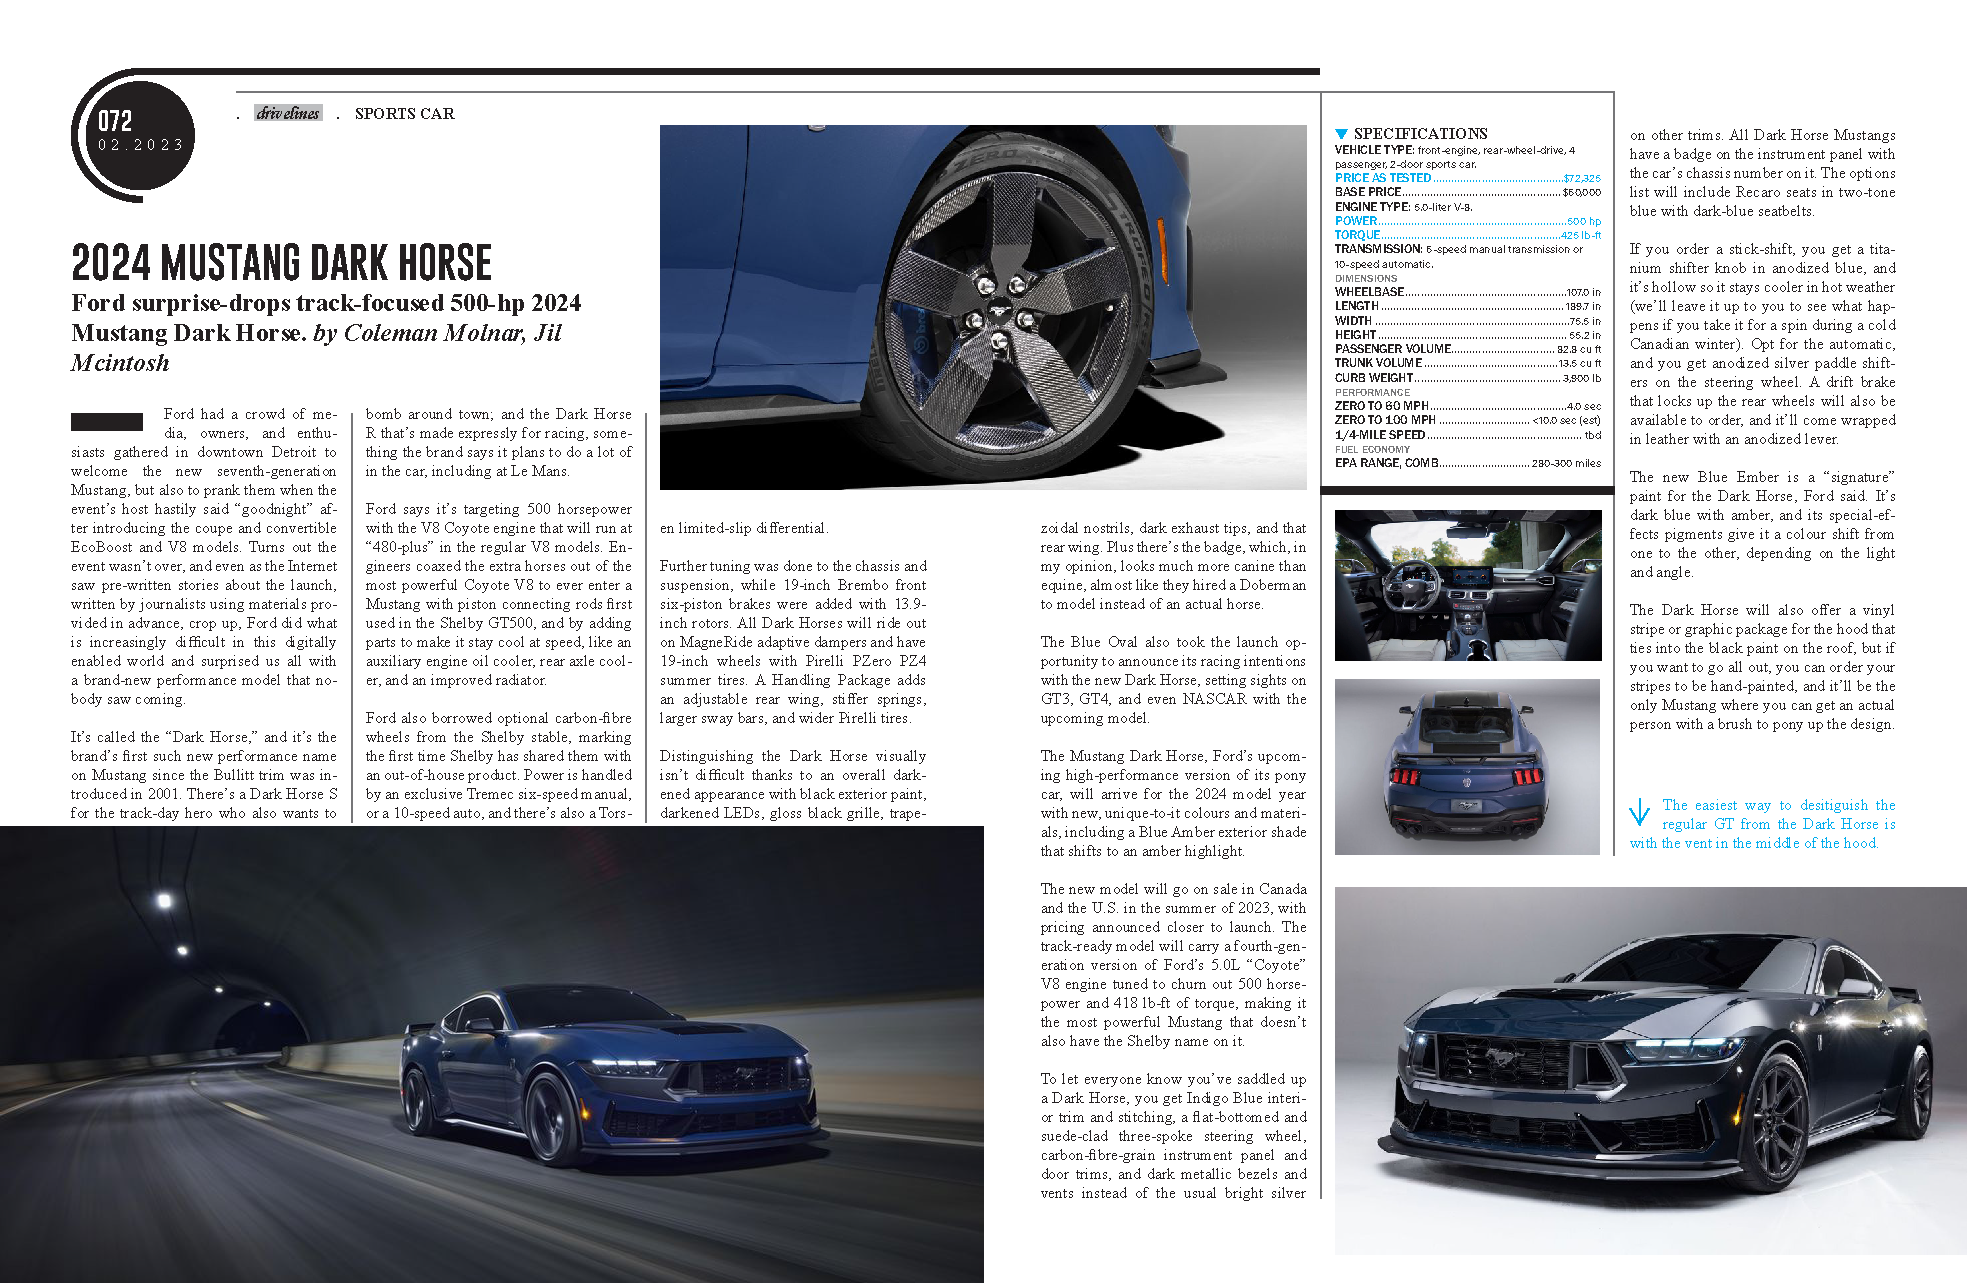 072
02.2023
. drivelines . SPORTS CAR
2024 MUSTANG DARK HORSE
Ford surprise-drops track-focused 500-hp 2024
Mustang Dark Horse. by Coleman Molnar, Jil
Mcintosh
Ford had a crowd of me-
dia, owners, and enthu-
siasts gathered in downtown Detroit to
welcome the new seventh-generation
Mustang, but also to prank them when the
event's host hastily said “goodnight” af-
ter introducing the coupe and convertible
EcoBoost and V8 models. Turns out the
event wasn't over, and even as the Internet
saw pre-written stories about the launch,
written by journalists using materials pro-
vided in advance, crop up, Ford did what
is increasingly difficult in this digitally
enabled world and surprised us all with
a brand-new performance model that no-
body saw coming.
It's called the “Dark Horse,” and it's the
brand's first such new performance name
on Mustang since the Bullitt trim was in-
troduced in 2001. There's a Dark Horse S
for the track-day hero who also wants to
bomb around town; and the Dark Horse
R that's made expressly for racing, some-
thing the brand says it plans to do a lot of
in the car, including at Le Mans.
Ford says it's targeting 500 horsepower
with the V8 Coyote engine that will run at
“480-plus” in the regular V8 models. En-
gineers coaxed the extra horses out of the
most powerful Coyote V8 to ever enter a
Mustang with piston connecting rods first
used in the Shelby GT500, and by adding
parts to make it stay cool at speed, like an
auxiliary engine oil cooler, rear axle cool-
er, and an improved radiator.
Ford also borrowed optional carbon-fibre
wheels from the Shelby stable, marking
the first time Shelby has shared them with
an out-of-house product. Power is handled
by an exclusive Tremec six-speed manual,
or a 10-speed auto, and there's also a Tors-
en limited-slip differential.
Further tuning was done to the chassis and
suspension, while 19-inch Brembo front
six-piston brakes were added with 13.9-
inch rotors. All Dark Horses will ride out
on MagneRide adaptive dampers and have
19-inch wheels with Pirelli PZero PZ4
summer tires. A Handling Package adds
an adjustable rear wing, stiffer springs,
larger sway bars, and wider Pirelli tires.
Distinguishing the Dark Horse visually
isn't difficult thanks to an overall dark-
ened appearance with black exterior paint,
darkened LEDs, gloss black grille, trape-
zoidal nostrils, dark exhaust tips, and that
rear wing. Plus there's the badge, which, in
my opinion, looks much more canine than
equine, almost like they hired a Doberman
to model instead of an actual horse.
The Blue Oval also took the launch op-
portunity to announce its racing intentions
with the new Dark Horse, setting sights on
GT3, GT4, and even NASCAR with the
upcoming model.
The Mustang Dark Horse, Ford's upcom-
ing high-performance version of its pony
car, will arrive for the 2024 model year
with new, unique-to-it colours and materi-
als, including a Blue Amber exterior shade
that shifts to an amber highlight.
The new model will go on sale in Canada
and the U.S. in the summer of 2023, with
pricing announced closer to launch. The
track-ready model will carry a fourth-gen-
eration version of Ford's 5.0L “Coyote”
V8 engine tuned to churn out 500 horse-
power and 418 lb-ft of torque, making it
the most powerful Mustang that doesn't
also have the Shelby name on it.
To let everyone know you've saddled up
a Dark Horse, you get Indigo Blue interi-
or trim and stitching, a flat-bottomed and
suede-clad three-spoke steering wheel,
carbon-fibre-grain instrument panel and
door trims, and dark metallic bezels and
vents instead of the usual bright silver
SPECIFICATIONS
VEHICLE TYPE: front-engine, rear-wheel-drive, 4
passenger, 2-door sports car.
PRICE AS TESTED $72,325
BASE PRICE $60,000
ENGINE TYPE: 5.0-liter V-8.
POWER 500 hp
TORQUE 425 lb-ft
TRANSMISSION: 6-speed manual transmission or
10-speed automatic.
DIMENSIONS
WHEELBASE 107.0 in
LENGTH 189.7 in
WIDTH 75.5 in
HEIGHT 55.2 in
PASSENGER VOLUME 82.8 cu ft
TRUNK VOLUME 13.5 cu ft
CURB WEIGHT 3,900 lb
PERFORMANCE
ZERO TO 60 MPH 4.0 sec
ZERO TO 100 MPH <10.0 sec (est)
1/4-MILE SPEED tbd
FUEL ECONOMY
EPA RANGE, COMB 280-300 miles
on other trims. All Dark Horse Mustangs
have a badge on the instrument panel with
the car's chassis number on it. The options
list will include Recaro seats in two-tone
blue with dark-blue seatbelts.
If you order a stick-shift, you get a tita-
nium shifter knob in anodized blue, and
it's hollow so it stays cooler in hot weather
(we'll leave it up to you to see what hap-
pens if you take it for a spin during a cold
Canadian winter). Opt for the automatic,
and you get anodized silver paddle shift-
ers on the steering wheel. A drift brake
that locks up the rear wheels will also be
available to order, and it'll come wrapped
in leather with an anodized lever.
The new Blue Ember is a “signature”
paint for the Dark Horse, Ford said. It's
dark blue with amber, and its special-ef-
fects pigments give it a colour shift from
one to the other, depending on the light
and angle.
The Dark Horse will also offer a vinyl
stripe or graphic package for the hood that
ties into the black paint on the roof, but if
you want to go all out, you can order your
stripes to be hand-painted, and it'll be the
only Mustang where you can get an actual
person with a brush to pony up the design.
The easiest way to desitiguish the
regular GT from the Dark Horse is
with the vent in the middle of the hood.